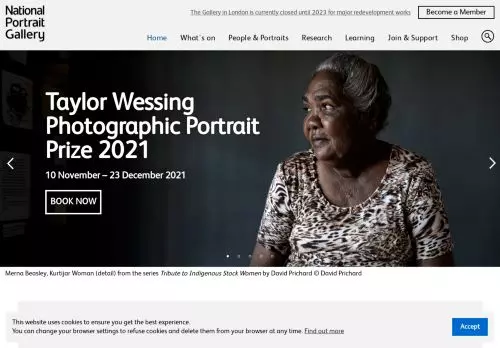 National
Portrait
Gallery
The Gallery in London is currently closed until 2023 for major redevelopment works
Become a Member
Home What's on People & Portraits Research Learning Join & Support Shop
Taylor Wessing
Photographic Portrait
Prize 2021
10 November – 23 December 2021
BOOK NOW
Merna Beasley, Kurtijar Woman (detail) from the series Tribute to Indigenous Stock Women by David Prichard © David Prichard
This website uses cookies to ensure you get the best experience.
You can change your browser settings to refuse cookies and delete them from your browser at any time. Find out more
Accept